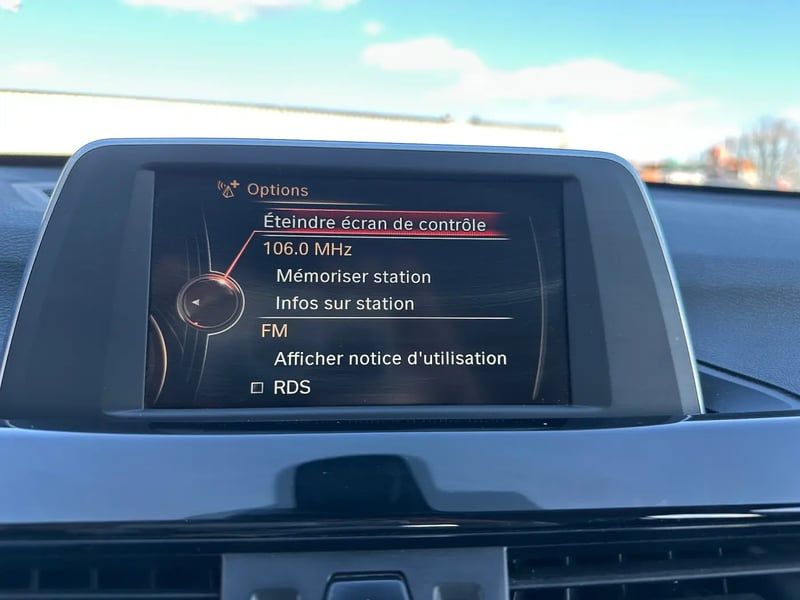 Options
Éteindre écran de contrôle
106.0 MHz
Mémoriser station
Infos sur station
FM
Afficher notice d'utilisation
RDS